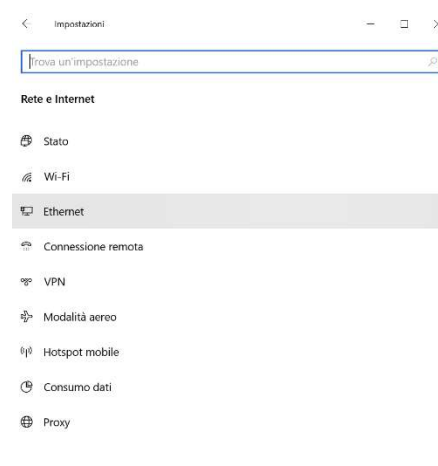 Impostazioni
Trova un'impostazione
Rete e Internet
Stato
Wi-Fi
Ethernet
Connessione remota
VPN
Modalità aereo
Hotspot mobile
Consumo dati
Proxy